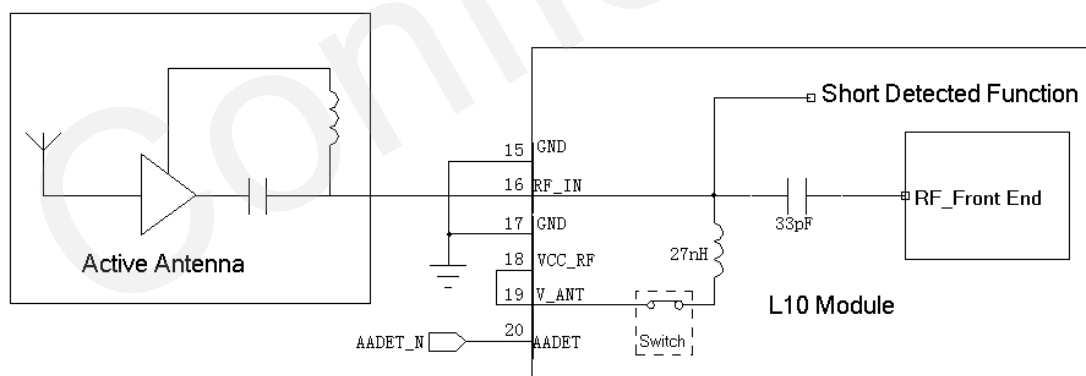 Short Detected Function
15 GND
16 RF_IN
33pF
RF_Front End
17 GND
Active Antenna
18 VCC_RF
27nH
19 V_ANT
L10 Module
AADET_N
20 AADET
Switch